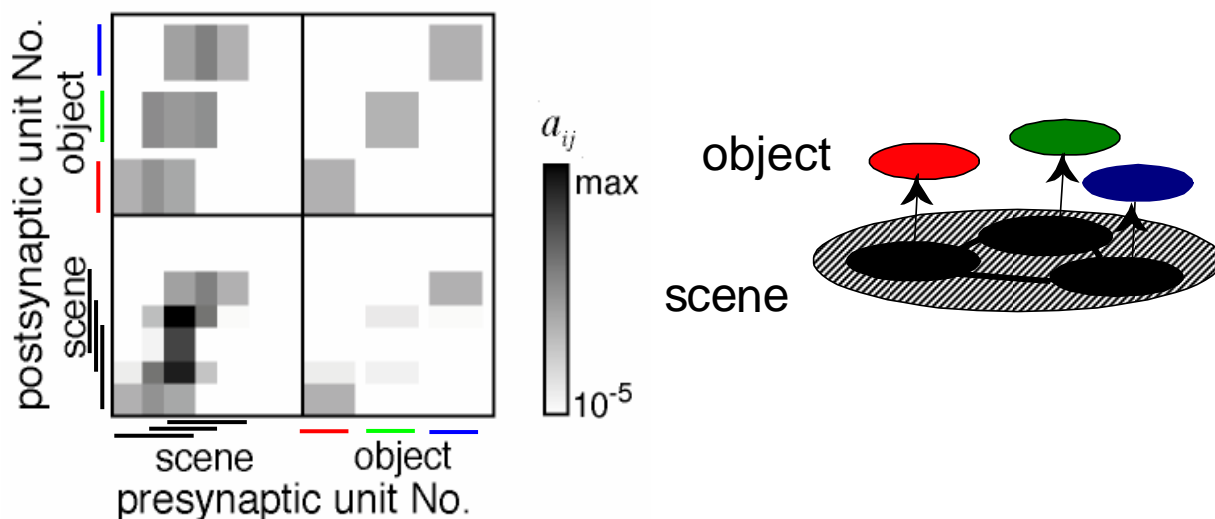 postsynaptic unit No.
object
scene
scene
object
presynaptic unit No.
a_ij
max
10^-5
object
scene